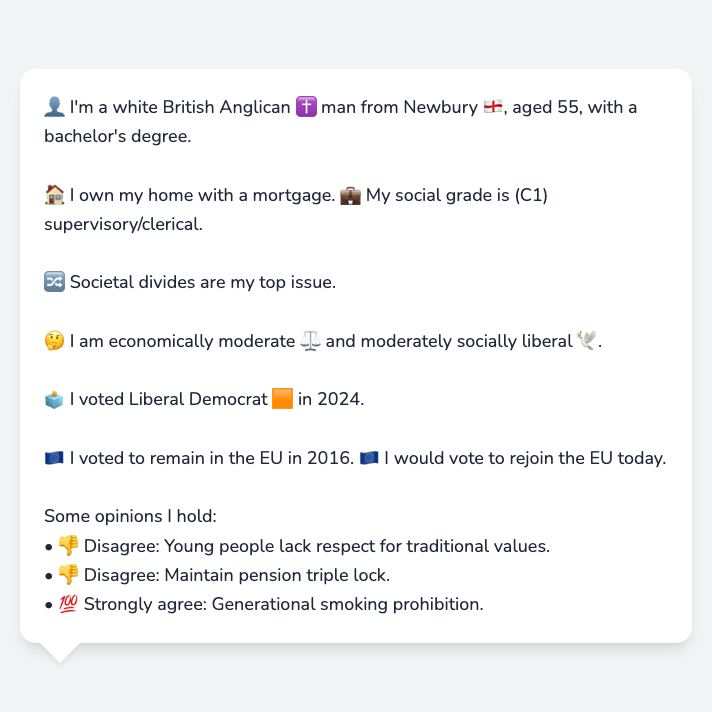 👤 I'm a white British Anglican ✝️ man from Newbury 🏴󠁧󠁢󠁥󠁮󠁧󠁿, aged 55, with a
bachelor's degree.
🏠 I own my home with a mortgage. 💼 My social grade is (C1)
supervisory/clerical.
🔀 Societal divides are my top issue.
🤔 I am economically moderate ⚖️ and moderately socially liberal 🕊️.
🗳️ I voted Liberal Democrat 🟧 in 2024.
🇪🇺 I voted to remain in the EU in 2016. 🇪🇺 I would vote to rejoin the EU today.
Some opinions I hold:
• 👎 Disagree: Young people lack respect for traditional values.
• 👎 Disagree: Maintain pension triple lock.
• 💯 Strongly agree: Generational smoking prohibition.